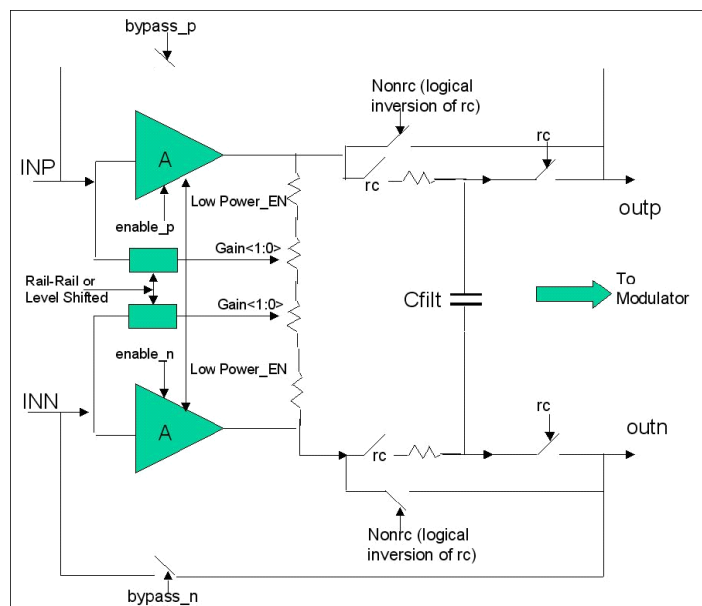 bypass_p
Nonrc (logical
inversion of rc)
rc
A
INP
rc
Low Power_EN
outp
enable_p
Gain<1:0>
Rail-Rail or
Level Shifted
Cfilt
To
Modulator
Gain<1:0>
enable_n
Low Power_EN
INN
rc
outn
A
rc
Nonrc (logical
inversion of rc)
bypass_n